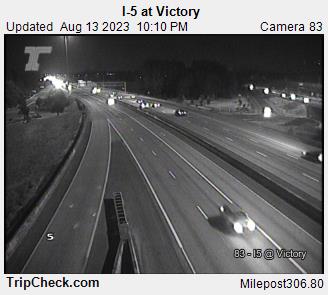 I-5 at Victory
Updated Aug 13 2023 10:10 PM Camera 83
S
83 - I5 @ Victory
TripCheck.com Milepost306.80